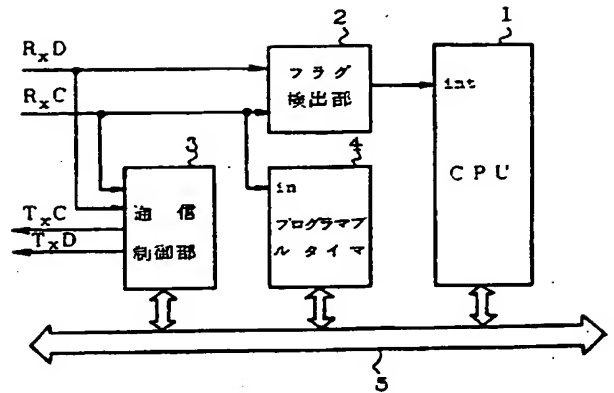 RxD
RxC
2
フラグ
検出部
1
int
CPU
3
TxC
TxD
通信
制御部
4
in
プログラマブ
ルタイマ
5